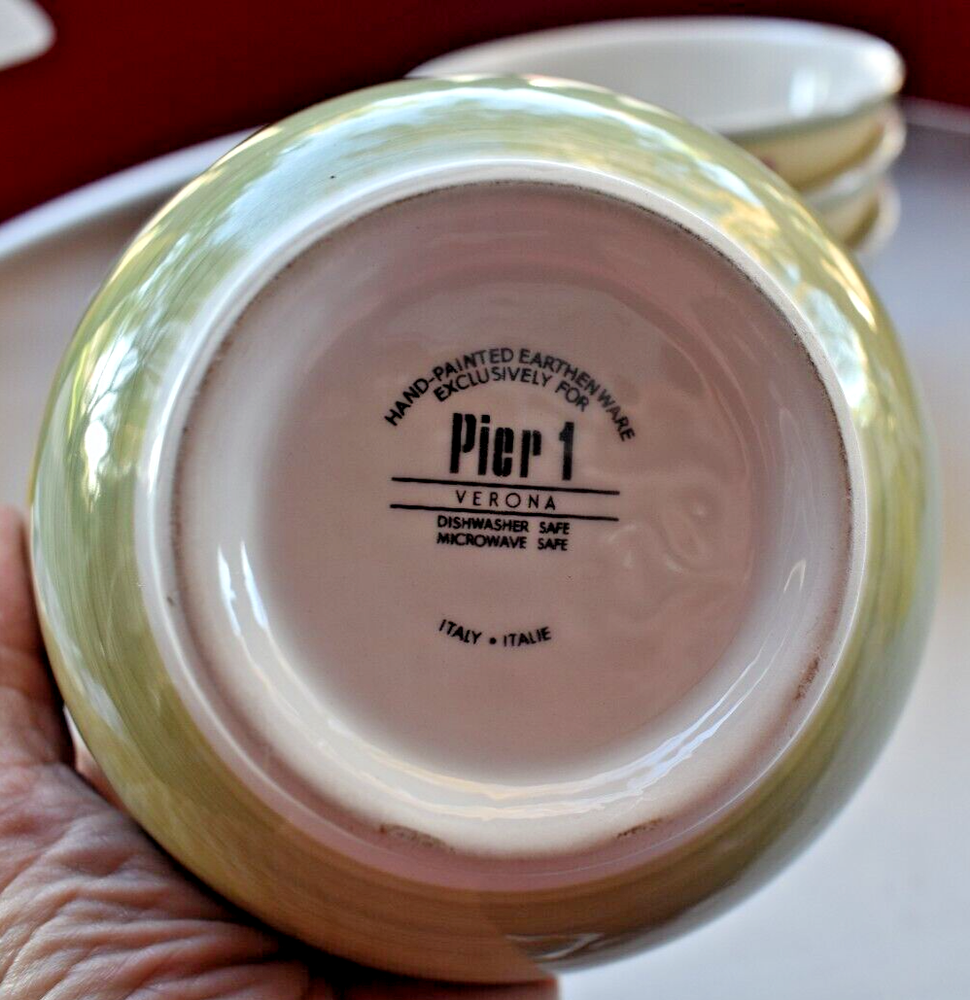 HAND-PAINTED EARTHENWARE
EXCLUSIVELY FOR
Pier 1
VERONA
DISHWASHER SAFE
MICROWAVE SAFE
ITALY • ITALIE